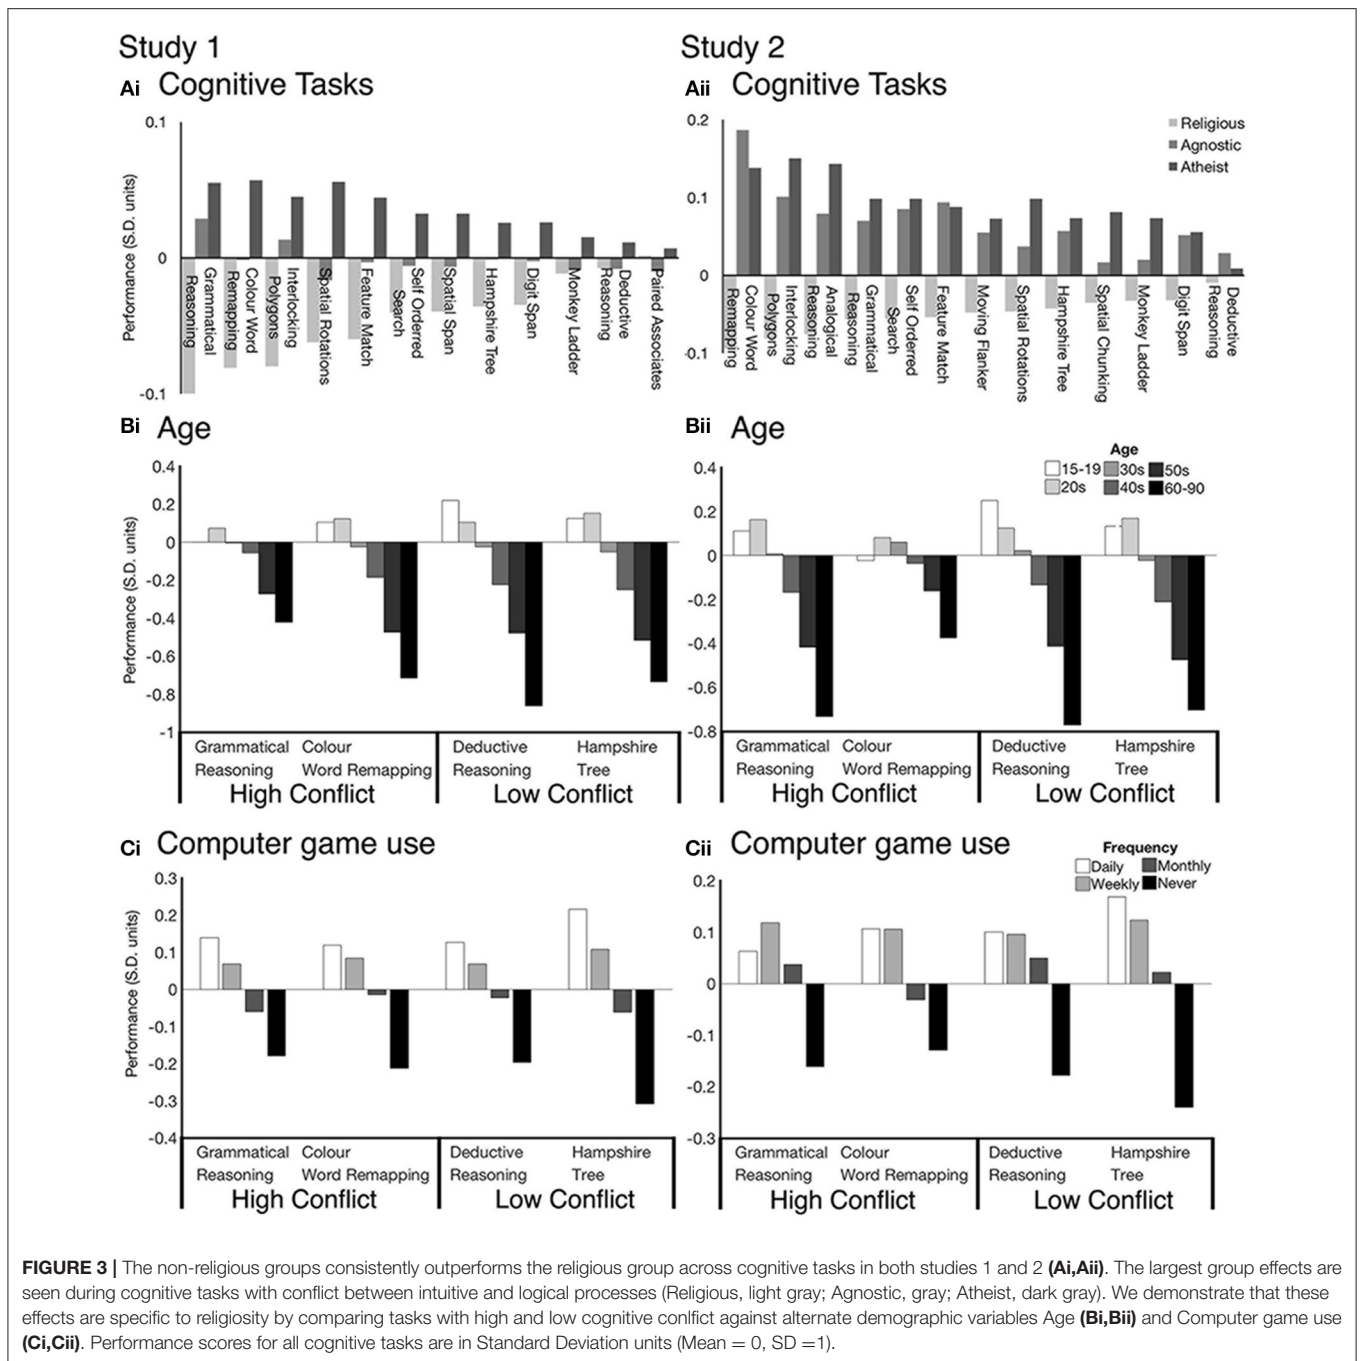 Study 1
Study 2
Ai Cognitive Tasks
Aii Cognitive Tasks
Performance (S.D. units)
0.1
0
-0.1
Reasoning
Grammatical
Remapping
Colour Word
Polygons
Interlocking
Spatial Rotations
Feature Match
Search
Self Ordered
Spatial Span
Hampshire Tree
Digit Span
Monkey Ladder
Reasoning
Deductive
Paired Associates
0.2
0.1
0
-0.1
Religious
Agnostic
Atheist
Remapping
Colour Word
Polygons
Interlocking
Reasoning
Analogical
Reasoning
Grammatical
Search
Self Orderred
Feature Match
Moving Flanker
Spatial Rotations
Hampshire Tree
Spatial Chunking
Monkey Ladder
Digit Span
Reasoning
Deductive
Bi Age
Bii Age
Performance (S.D. units)
0.4
0.2
0
-0.2
-0.4
-0.6
-0.8
-1
Grammatical Colour Deductive Hampshire
Reasoning Word Remapping Reasoning Tree
High Conflict Low Conflict
0.4
0.2
0
-0.2
-0.4
-0.6
-0.8
Age
15-19 30s 50s
20s 40s 60-90
Grammatical Colour Deductive Hampshire
Reasoning Word Remapping Reasoning Tree
High Conflict Low Conflict
Ci Computer game use
Cii Computer game use
Performance (S.D. units)
0.3
0.2
0.1
0
-0.1
-0.2
-0.3
-0.4
Grammatical Colour Deductive Hampshire
Reasoning Word Remapping Reasoning Tree
High Conflict Low Conflict
0.2
0.1
0
-0.1
-0.2
-0.3
Frequency
Daily Monthly
Weekly Never
Grammatical Colour Deductive Hampshire
Reasoning Word Remapping Reasoning Tree
High Conflict Low Conflict
FIGURE 3 | The non-religious groups consistently outperforms the religious group across cognitive tasks in both studies 1 and 2 (Ai,Aii). The largest group effects are
seen during cognitive tasks with conflict between intuitive and logical processes (Religious, light gray; Agnostic, gray; Atheist, dark gray). We demonstrate that these
effects are specific to religiosity by comparing tasks with high and low cognitive conflict against alternate demographic variables Age (Bi,Bii) and Computer game use
(Ci,Cii). Performance scores for all cognitive tasks are in Standard Deviation units (Mean = 0, SD =1).